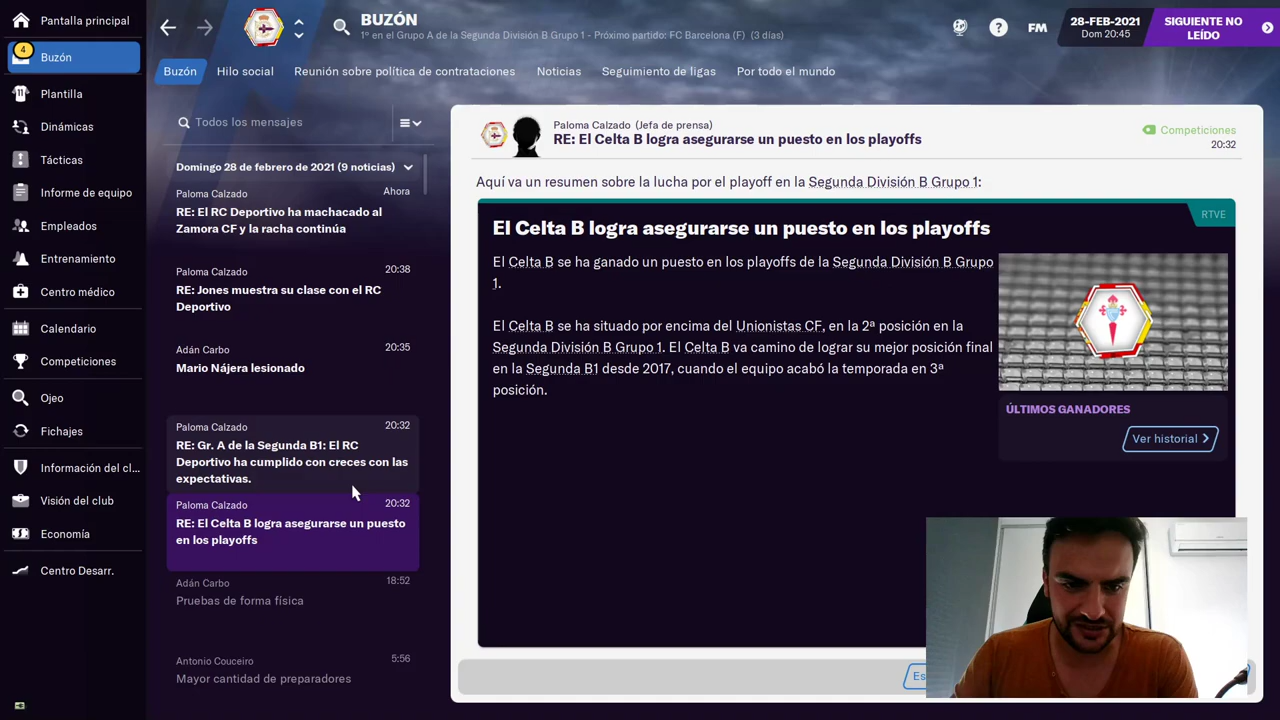 Pantalla principal
4
Buzón
Plantilla
Dinámicas
Tácticas
Informe de equipo
Empleados
Entrenamiento
Centro médico
Calendario
Competiciones
Ojeo
Fichajes
Información del cl...
Visión del club
Economía
Centro Desarr.
BUZÓN
1º en el Grupo A de la Segunda División B Grupo 1 - Próximo partido: FC Barcelona (F) (3 días)
FM
28-FEB-2021
Dom 20:45
SIGUIENTE NO LEÍDO
Buzón
Hilo social
Reunión sobre política de contrataciones
Noticias
Seguimiento de ligas
Por todo el mundo
Todos los mensajes
Domingo 28 de febrero de 2021 (9 noticias)
Paloma Calzado Ahora
RE: El RC Deportivo ha machacado al
Zamora CF y la racha continúa
Paloma Calzado 20:38
RE: Jones muestra su clase con el RC
Deportivo
Adán Carbo 20:35
Mario Nájera lesionado
Paloma Calzado 20:32
RE: Gr. A de la Segunda B1: El RC
Deportivo ha cumplido con creces con las
expectativas.
Paloma Calzado 20:32
RE: El Celta B logra asegurarse un puesto
en los playoffs
Adán Carbo 18:52
Pruebas de forma física
Antonio Couceiro 5:56
Mayor cantidad de preparadores
Paloma Calzado (Jefa de prensa)
RE: El Celta B logra asegurarse un puesto en los playoffs
Competiciones
20:32
Aquí va un resumen sobre la lucha por el playoff en la Segunda División B Grupo 1:
RTVE
El Celta B logra asegurarse un puesto en los playoffs
El Celta B se ha ganado un puesto en los playoffs de la Segunda División B Grupo
1.
El Celta B se ha situado por encima del Unionistas CF, en la 2ª posición en la
Segunda División B Grupo 1. El Celta B va camino de lograr su mejor posición final
en la Segunda B1 desde 2017, cuando el equipo acabó la temporada en 3ª
posición.
ÚLTIMOS GANADORES
Ver historial
Es